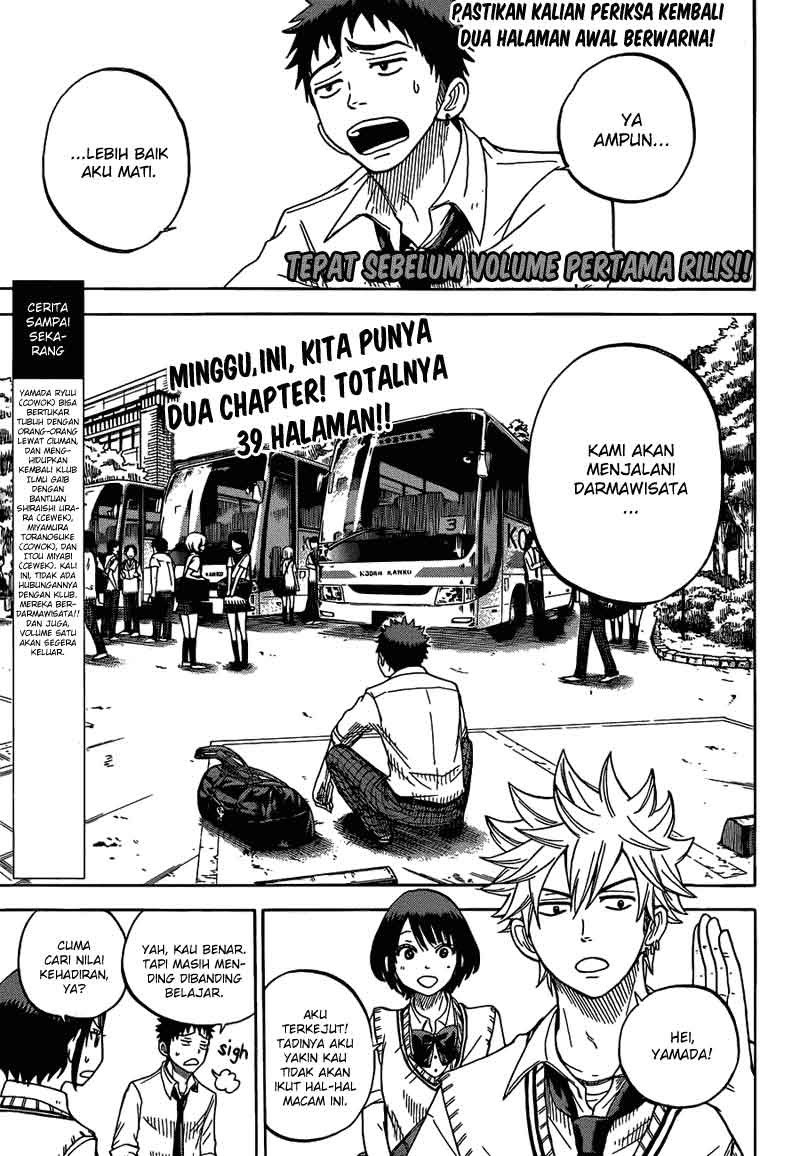 PASTIKAN KALIAN PERIKSA KEMBALI
DUA HALAMAN AWAL BERWARNA!
YA
AMPUN...
...LEBIH BAIK
AKU MATI.
TEPAT SEBELUM VOLUME PERTAMA RILIS!!
CERITA
SAMPAI
SEKA-
RANG
YAMADA RYUU
(COWOK) BISA
BERTUKAR
TUBUH DENGAN
ORANG-ORANG
LEWAT CIUMAN,
DAN MENG-
HIDUPKAN
KEMBALI KLUB
ILMU GAIB
DENGAN
BANTUAN
SHIRAISHI URA-
RA (CEWEK),
MIYAMURA
TORANOSUKE
(COWOK), DAN
ITOU MIYABI
(CEWEK). KALI
INI, TIDAK ADA
HUBUNGANNYA
DENGAN KLUB.
MEREKA BER-
DARMAWISATA!!
DAN JUGA,
VOLUME SATU
AKAN SEGERA
KELUAR.
MINGGU INI, KITA PUNYA
DUA CHAPTER! TOTALNYA
39 HALAMAN!!
KAMI AKAN
MENJALANI
DARMAWISATA
...
3
HEI,
YAMADA!
AKU
TERKEJUT!
TADINYA AKU
YAKIN KAU
TIDAK AKAN
IKUT HAL-HAL
MACAM INI.
YAH, KAU BENAR.
TAPI MASIH MEN-
DING DIBANDING
BELAJAR.
sigh
CUMA
CARI NILAI
KEHADIRAN,
YA?